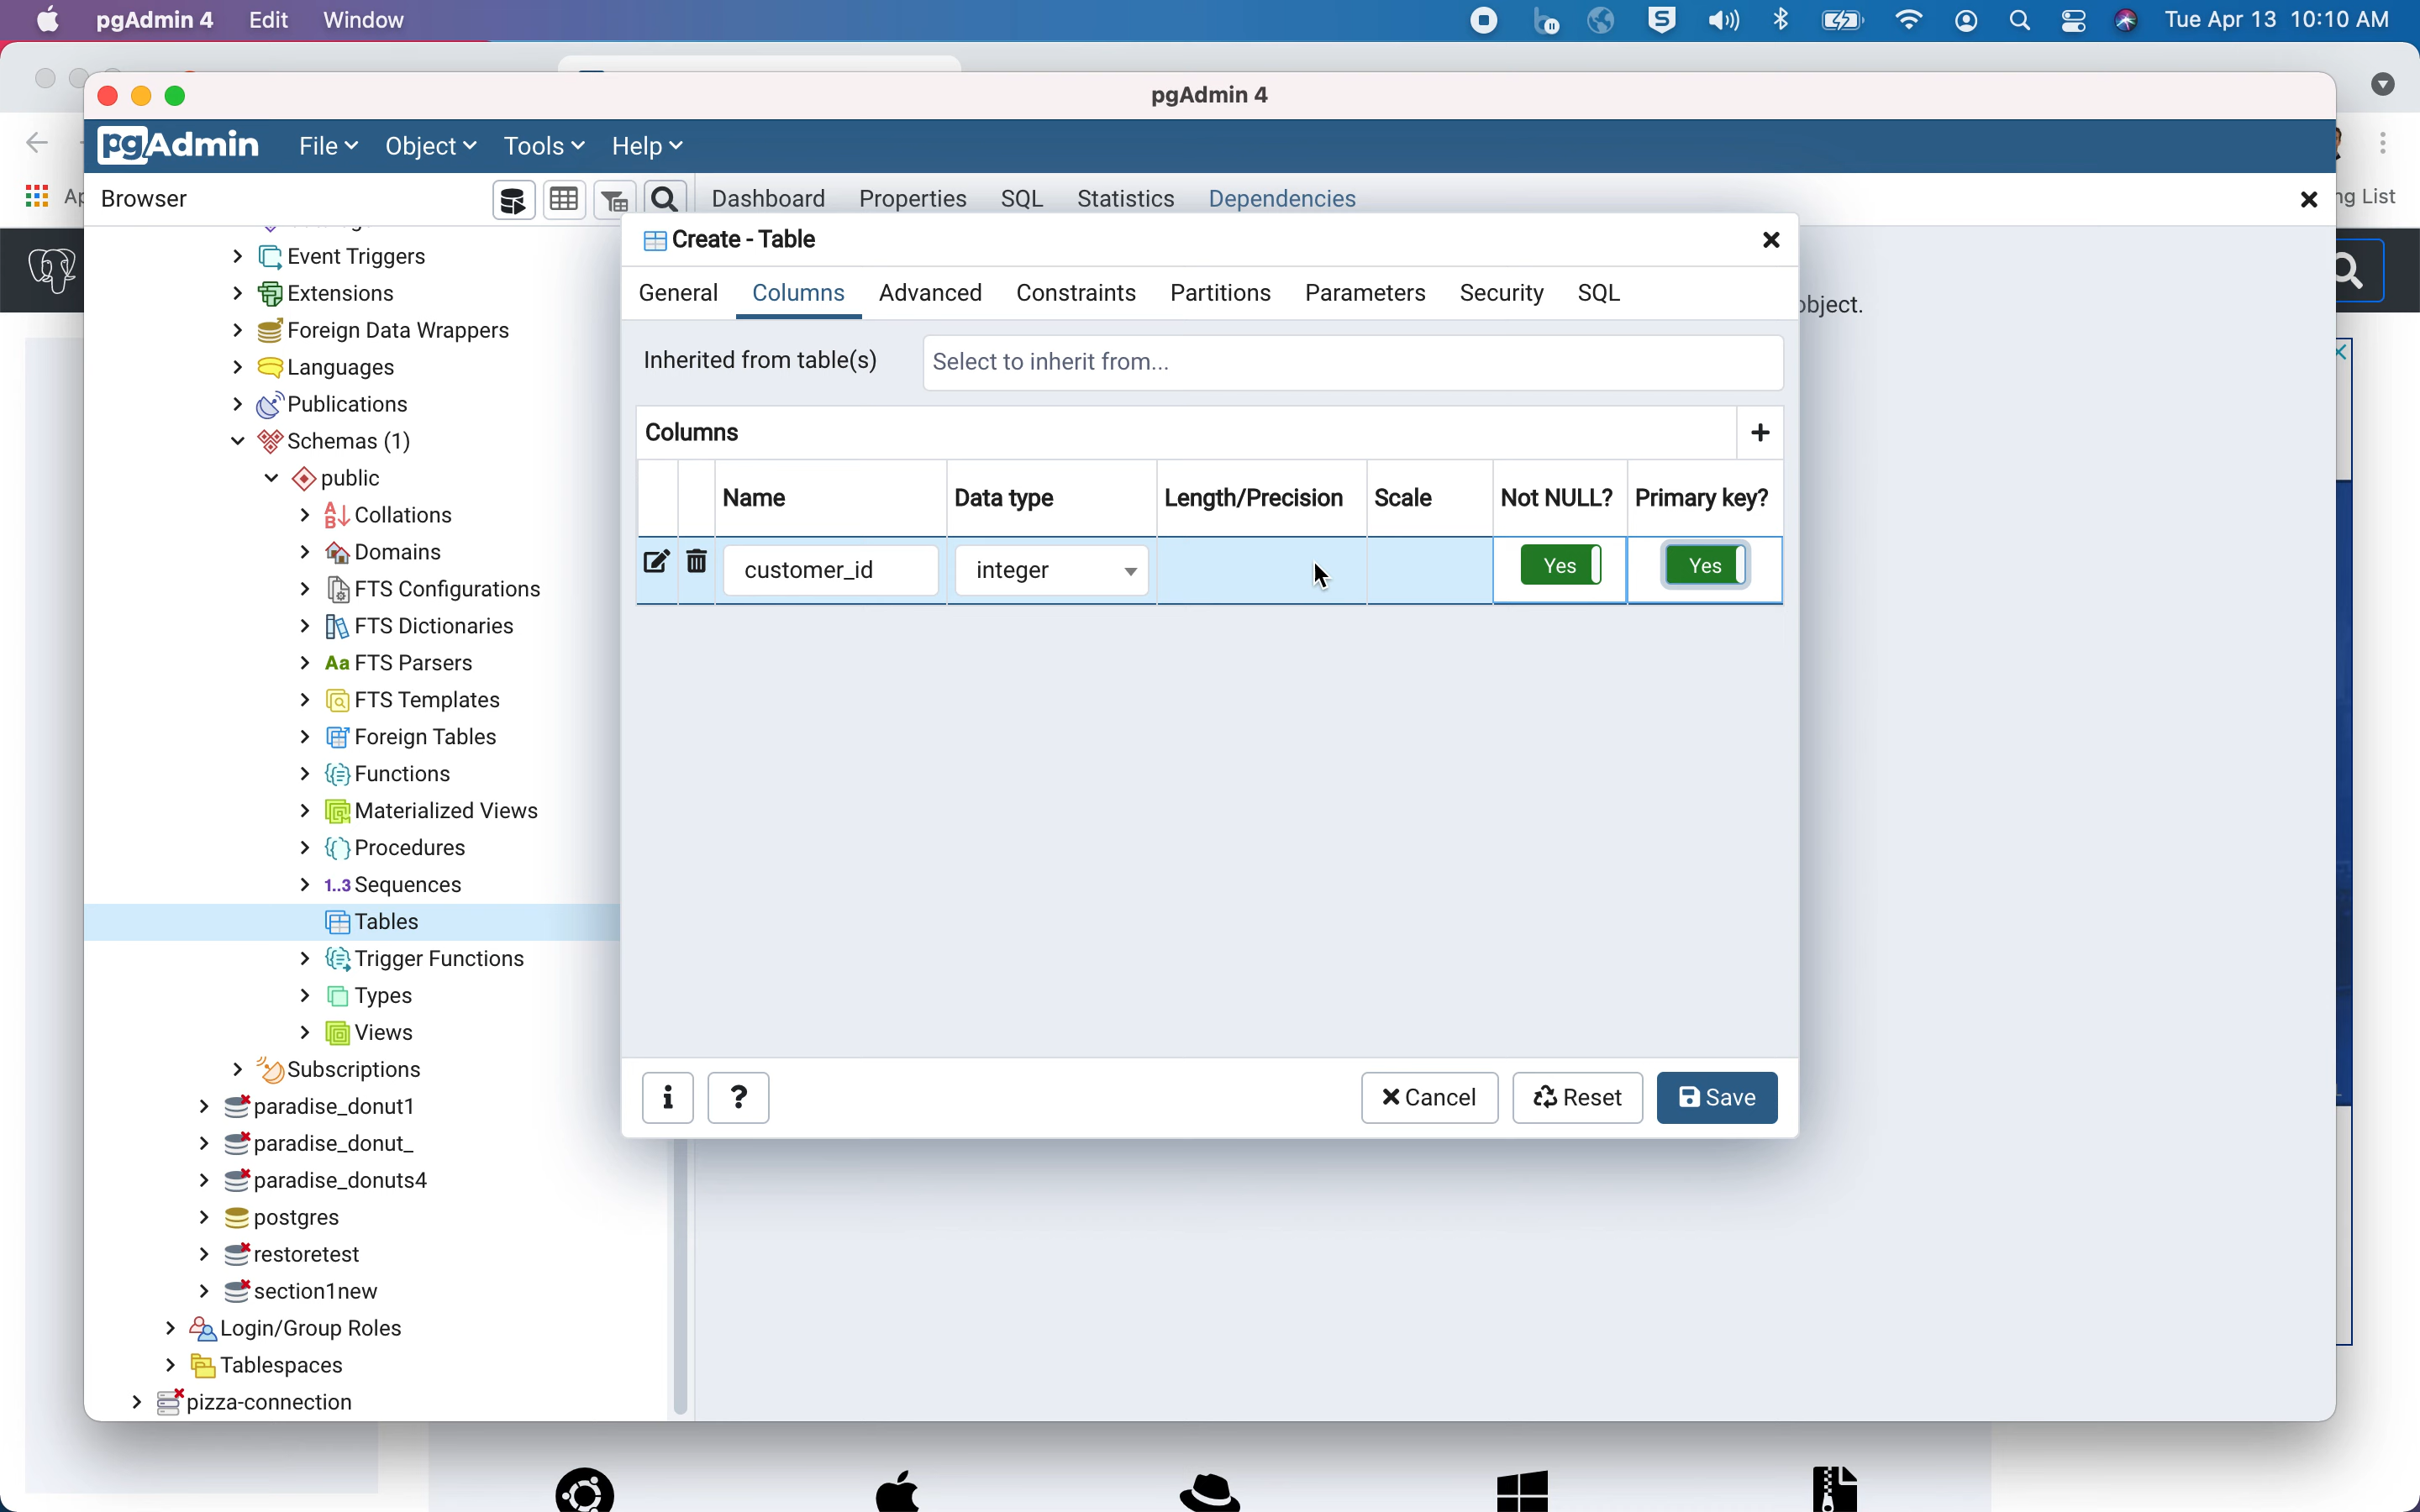 pgAdmin 4 Edit Window Tue Apr 13 10:10 AM
pgAdmin 4
pgAdmin File Object Tools Help
Browser Dashboard Properties SQL Statistics Dependencies
ng List
Create - Table
General Columns Advanced Constraints Partitions Parameters Security SQL
object.
Inherited from table(s) Select to inherit from...
Columns +
Name Data type Length/Precision Scale Not NULL? Primary key?
customer_id integer Yes Yes
i ? Cancel Reset Save
Event Triggers
Extensions
Foreign Data Wrappers
Languages
Publications
Schemas (1)
public
Collations
Domains
FTS Configurations
FTS Dictionaries
Aa FTS Parsers
FTS Templates
Foreign Tables
Functions
Materialized Views
Procedures
1..3 Sequences
Tables
Trigger Functions
Types
Views
Subscriptions
paradise_donut1
paradise_donut_
paradise_donuts4
postgres
restoretest
section1new
Login/Group Roles
Tablespaces
pizza-connection